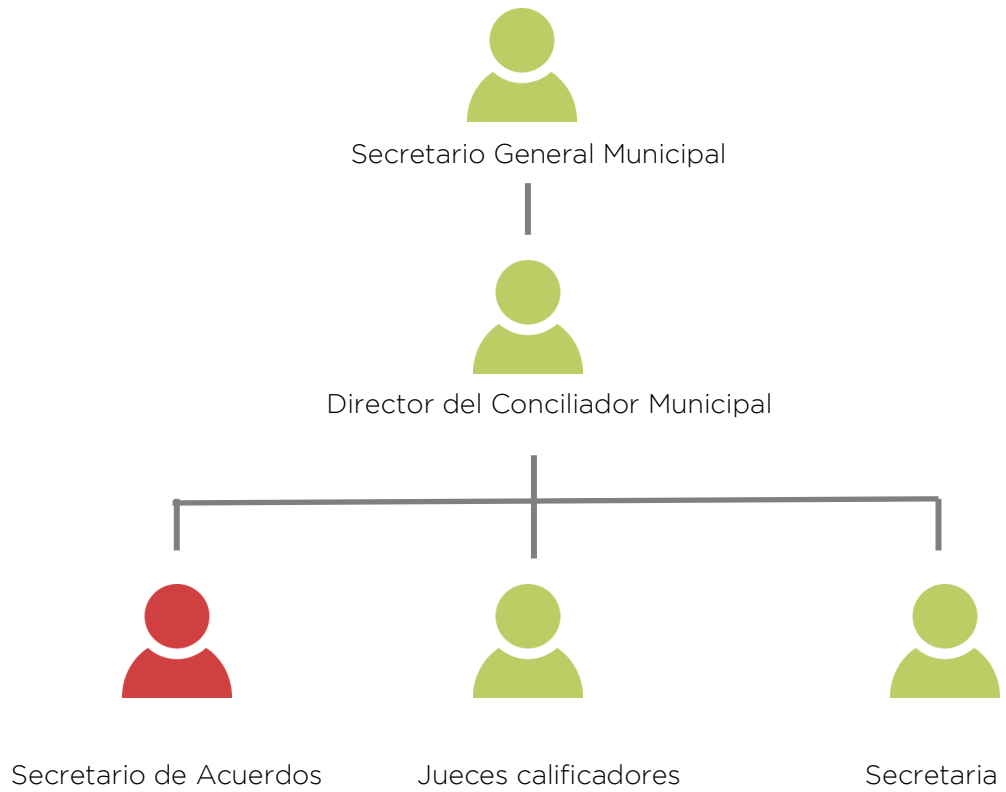 Secretario General Municipal
Director del Conciliador Municipal
Secretario de Acuerdos
Jueces calificadores
Secretaria